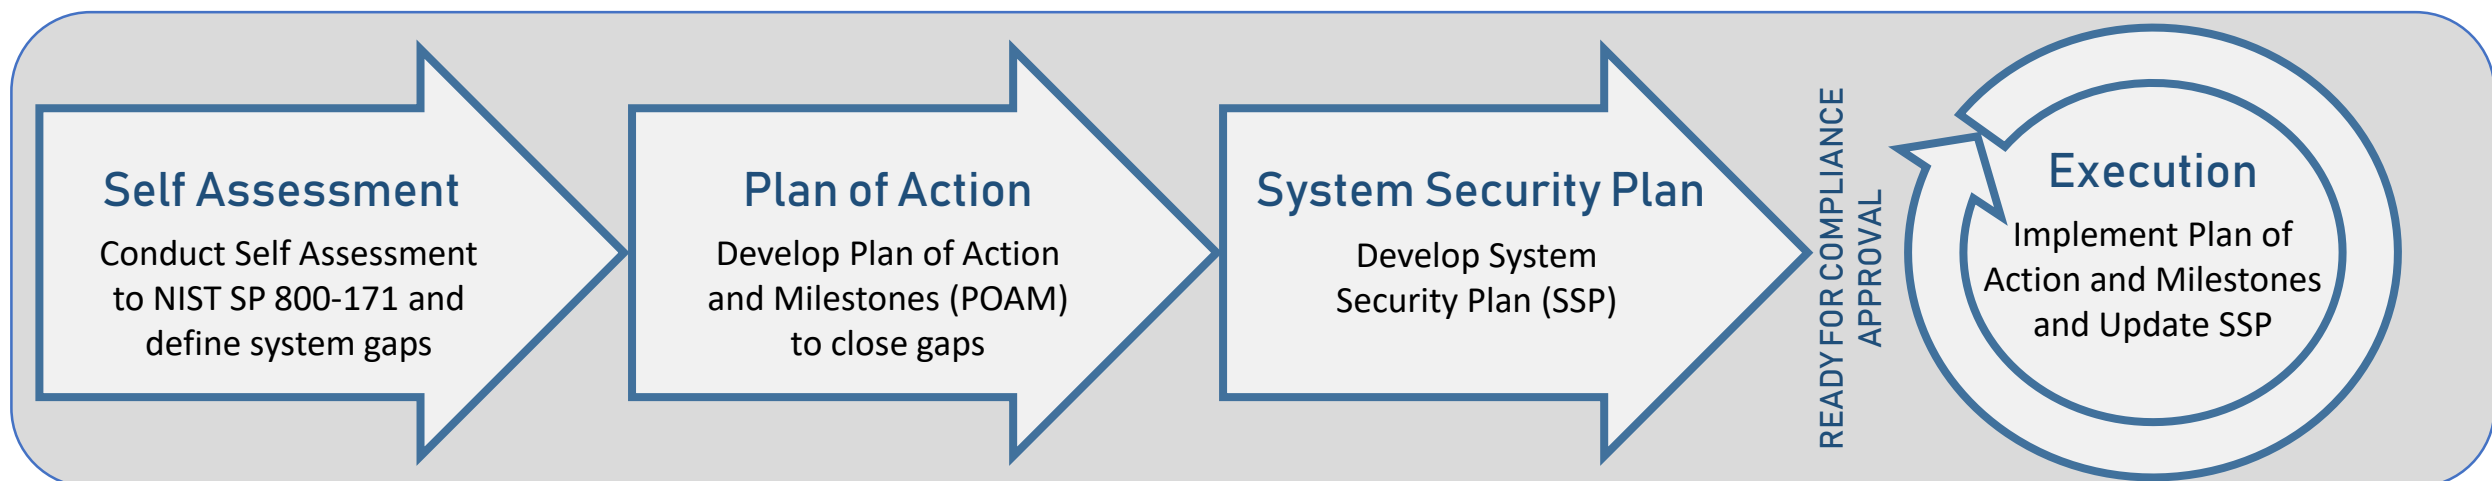 Self Assessment
Conduct Self Assessment
to NIST SP 800-171 and
define system gaps
Plan of Action
Develop Plan of Action
and Milestones (POAM)
to close gaps
System Security Plan
Develop System
Security Plan (SSP)
READY FOR COMPLIANCE
APPROVAL
Execution
Implement Plan of
Action and Milestones
and Update SSP